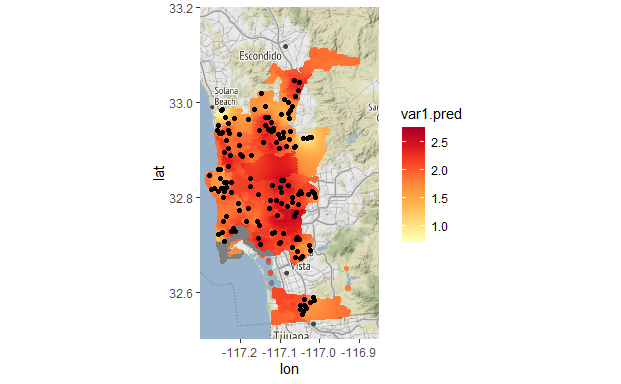 33.2
Escondido
33.0
Solana
Beach
San
var1.pred
2.5
2.0
1.5
1.0
lat
32.8
Vista
32.6
Tijuana
-117.2
-117.1
-117.0
-116.9
lon